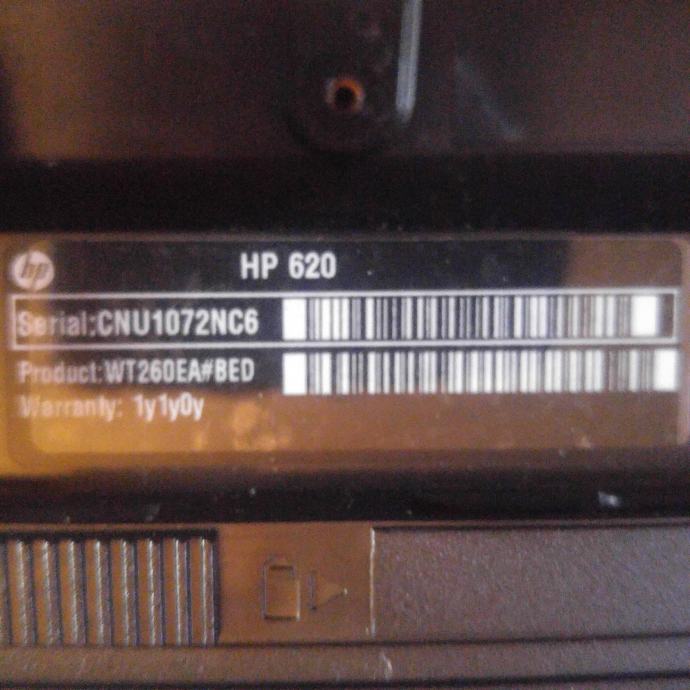 hp
HP 620
Serial:CNU1072NC6
Product:WT260EA#BED
Warranty: 1y1y0y